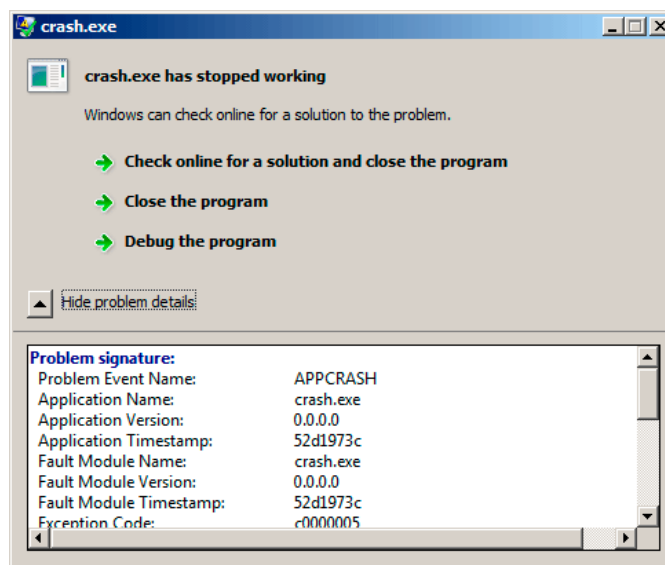 crash.exe
crash.exe has stopped working
Windows can check online for a solution to the problem.
Check online for a solution and close the program
Close the program
Debug the program
Hide problem details
Problem signature:
Problem Event Name: APPCRASH
Application Name: crash.exe
Application Version: 0.0.0.0
Application Timestamp: 52d1973c
Fault Module Name: crash.exe
Fault Module Version: 0.0.0.0
Fault Module Timestamp: 52d1973c
Exception Code: c0000005